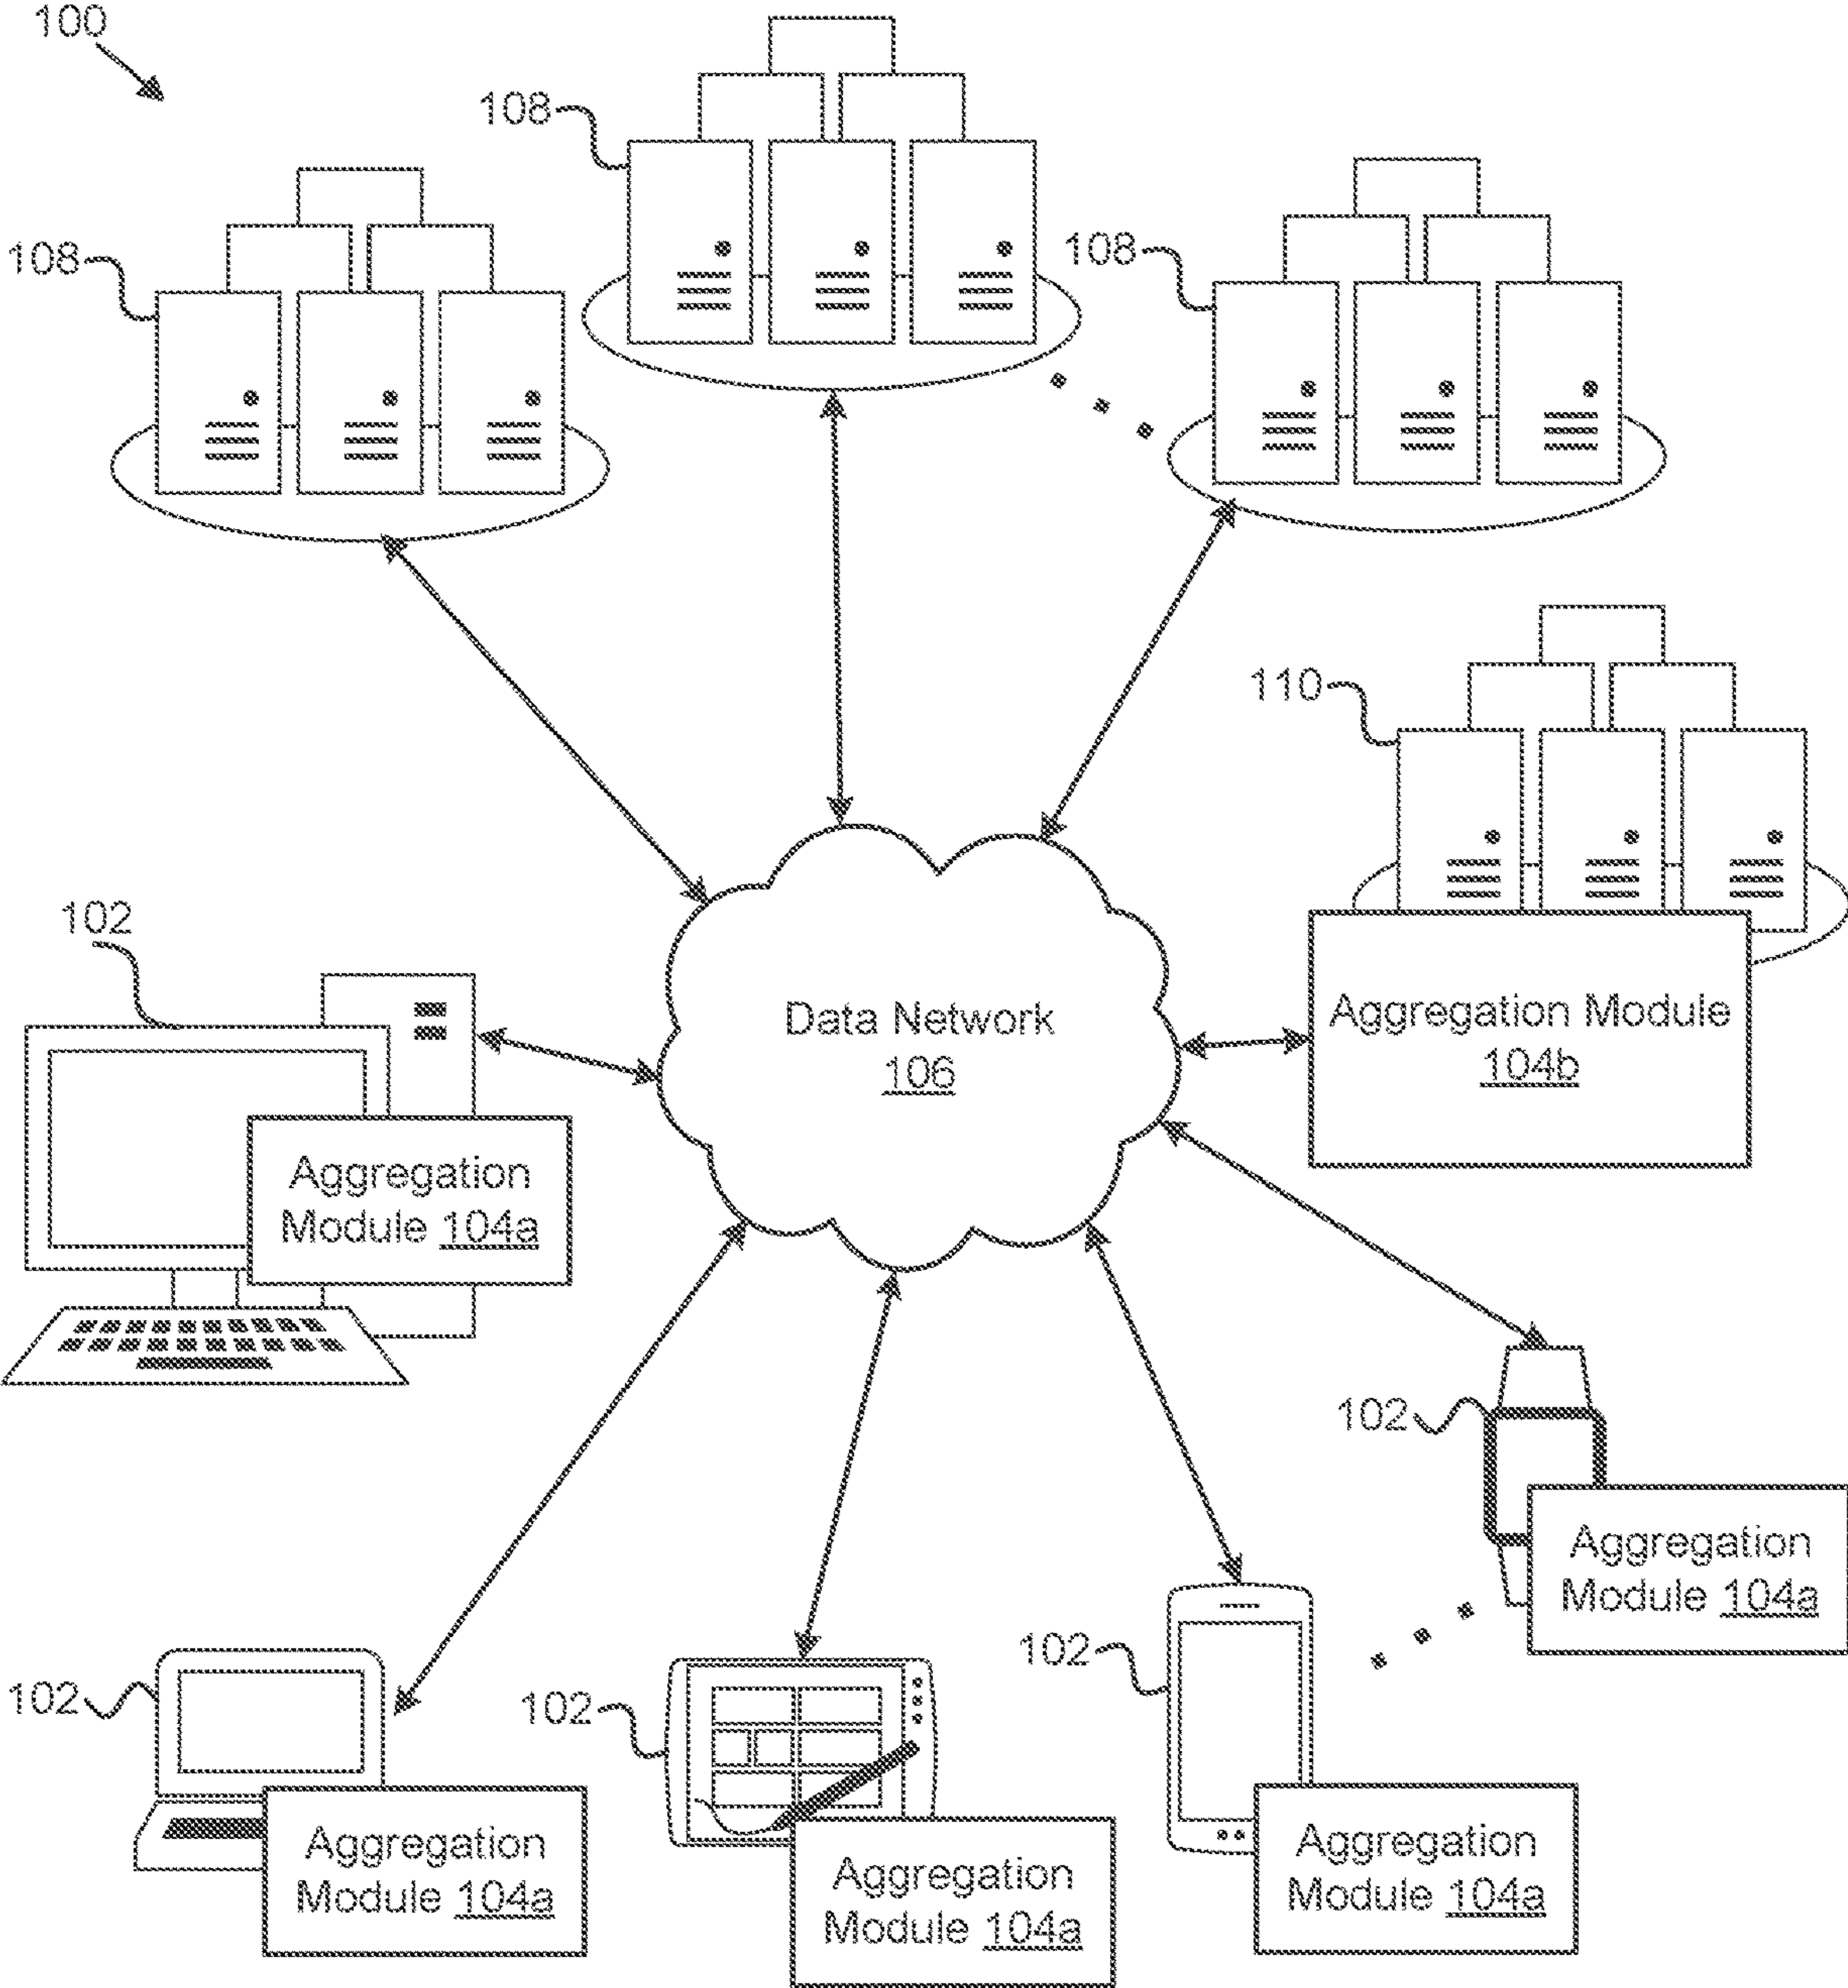 100
108
108
108
110
Data Network
106
Aggregation Module
104b
102
Aggregation
Module 104a
102
Aggregation
Module 104a
102
Aggregation
Module 104a
102
Aggregation
Module 104a
102
Aggregation
Module 104a